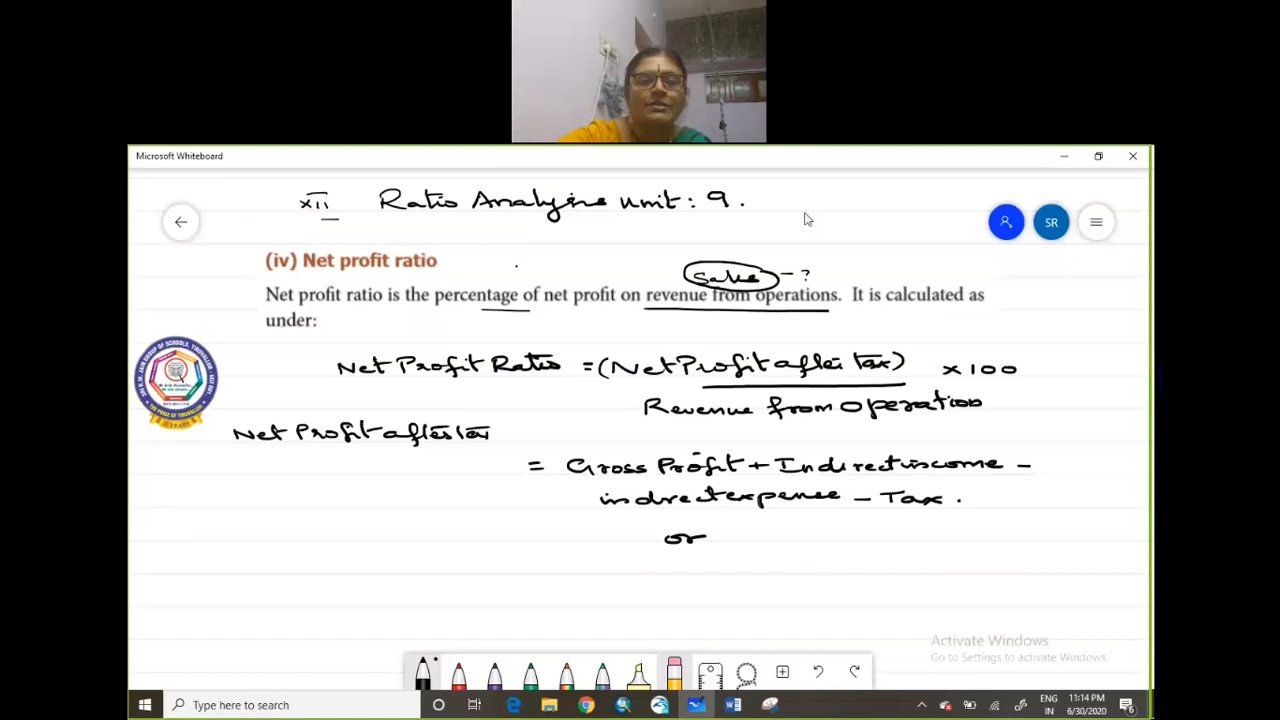 Microsoft Whiteboard
XII Ratio Analysis unit: 9.
SR
(iv) Net profit ratio
Sales - ?
Net profit ratio is the percentage of net profit on revenue from operations. It is calculated as
under:
Net Profit Ratio = (Net Profit after tax) x 100
Revenue from Operation
Net Profit after tax
= Gross Profit + Indirect income -
indirect expense - Tax.
or
Activate Windows
Go to Settings to activate Windows.
Type here to search
ENG
IN
11:14 PM
6/30/2020
6